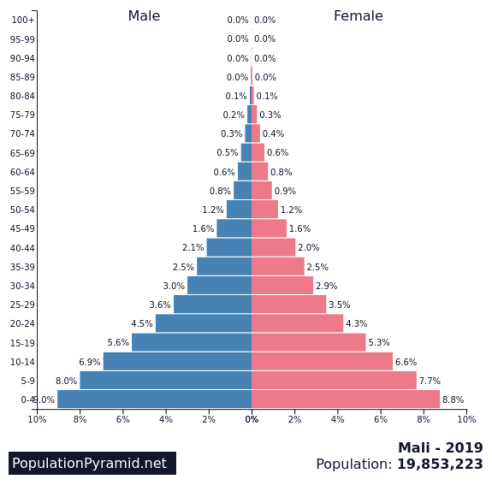 Male Female
100+ 0.0% 0.0%
95-99 0.0% 0.0%
90-94 0.0% 0.0%
85-89 0.0% 0.0%
80-84 0.1% 0.1%
75-79 0.2% 0.3%
70-74 0.3% 0.4%
65-69 0.5% 0.6%
60-64 0.6% 0.8%
55-59 0.8% 0.9%
50-54 1.2% 1.2%
45-49 1.6% 1.6%
40-44 2.1% 2.0%
35-39 2.5% 2.5%
30-34 3.0% 2.9%
25-29 3.6% 3.5%
20-24 4.5% 4.3%
15-19 5.6% 5.3%
10-14 6.9% 6.6%
5-9 8.0% 7.7%
0-4 9.0% 8.8%
10% 8% 6% 4% 2% 0% 2% 4% 6% 8% 10%
Mali - 2019
PopulationPyramid.net Population: 19,853,223